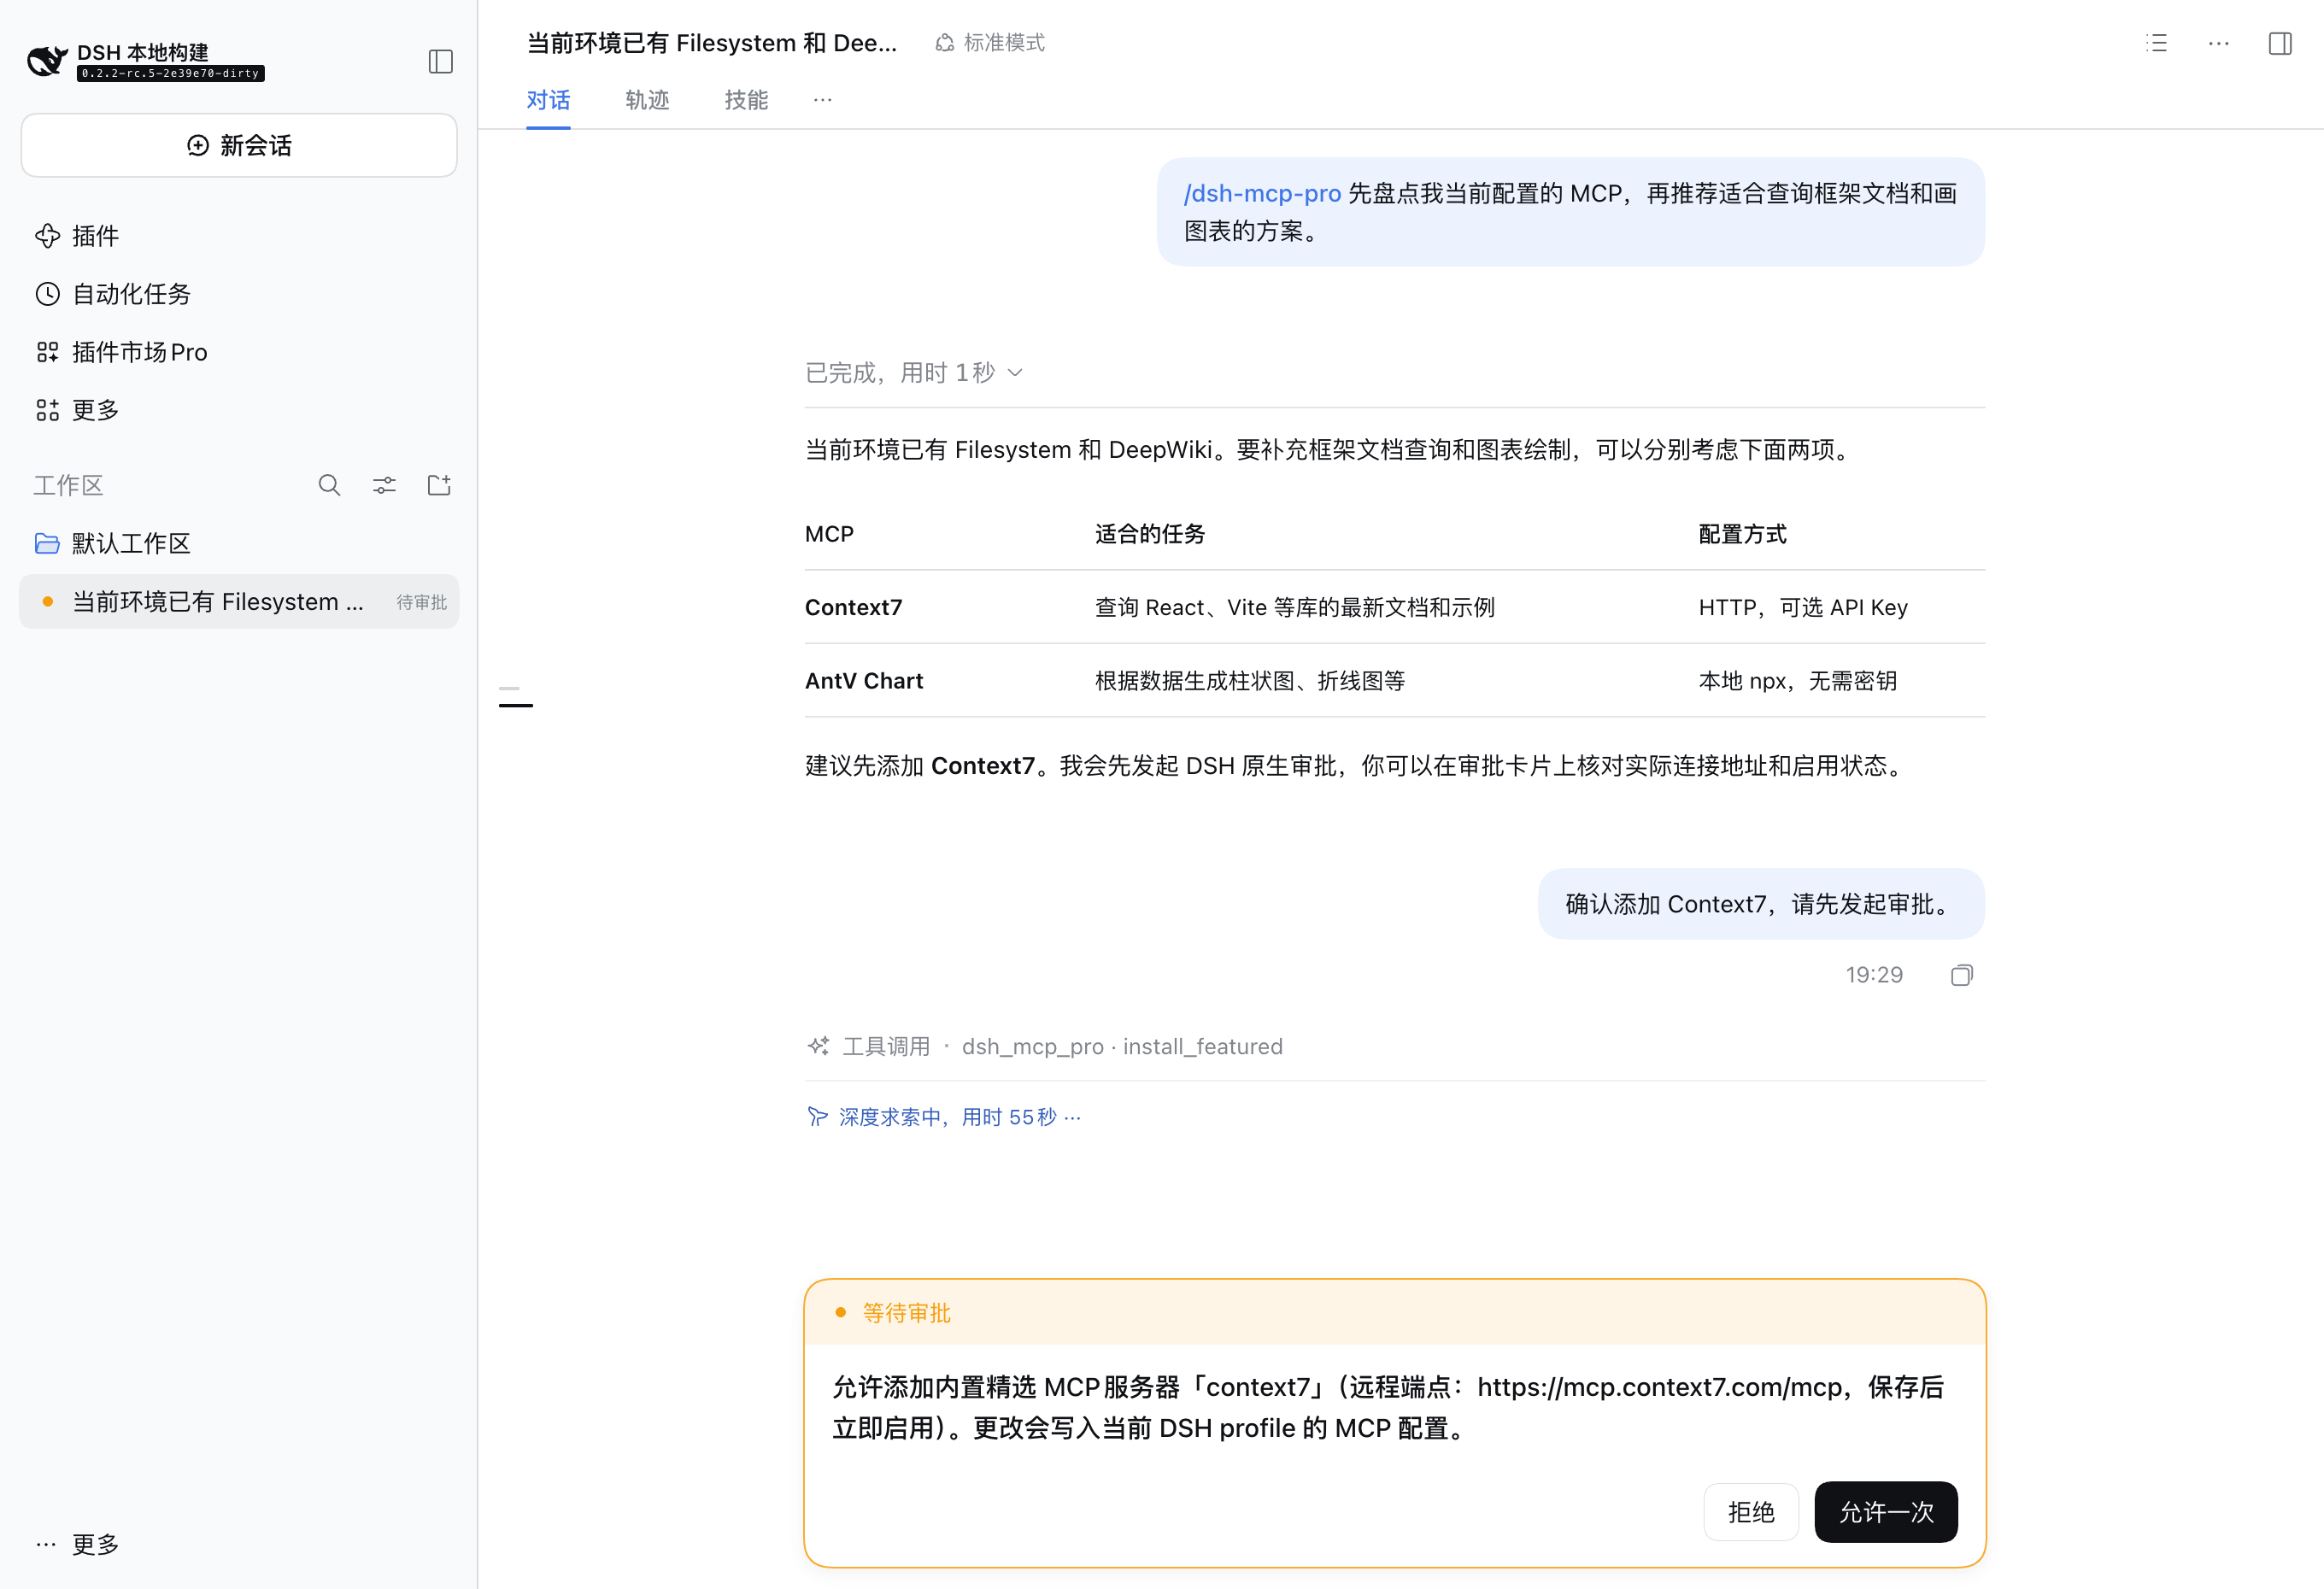 DSH 本地构建
0.2.2-rc.5-2e39e70-dirty
新会话
插件
自动化任务
插件市场Pro
更多
工作区
默认工作区
当前环境已有 Filesystem ...
待审批
更多
当前环境已有 Filesystem 和 Dee...
标准模式
对话
轨迹
技能
/dsh-mcp-pro 先盘点我当前配置的 MCP，再推荐适合查询框架文档和画
图表的方案。
已完成，用时 1秒
当前环境已有 Filesystem 和 DeepWiki。要补充框架文档查询和图表绘制，可以分别考虑下面两项。
MCP 适合的任务 配置方式
Context7 查询 React、Vite 等库的最新文档和示例 HTTP，可选 API Key
AntV Chart 根据数据生成柱状图、折线图等 本地 npx，无需密钥
建议先添加 Context7。我会先发起 DSH 原生审批，你可以在审批卡片上核对实际连接地址和启用状态。
确认添加 Context7，请先发起审批。
19:29
工具调用 · dsh_mcp_pro · install_featured
深度求索中，用时 55秒 ...
等待审批
允许添加内置精选 MCP服务器「context7」（远程端点：https://mcp.context7.com/mcp，保存后
立即启用）。更改会写入当前 DSH profile 的 MCP 配置。
拒绝
允许一次